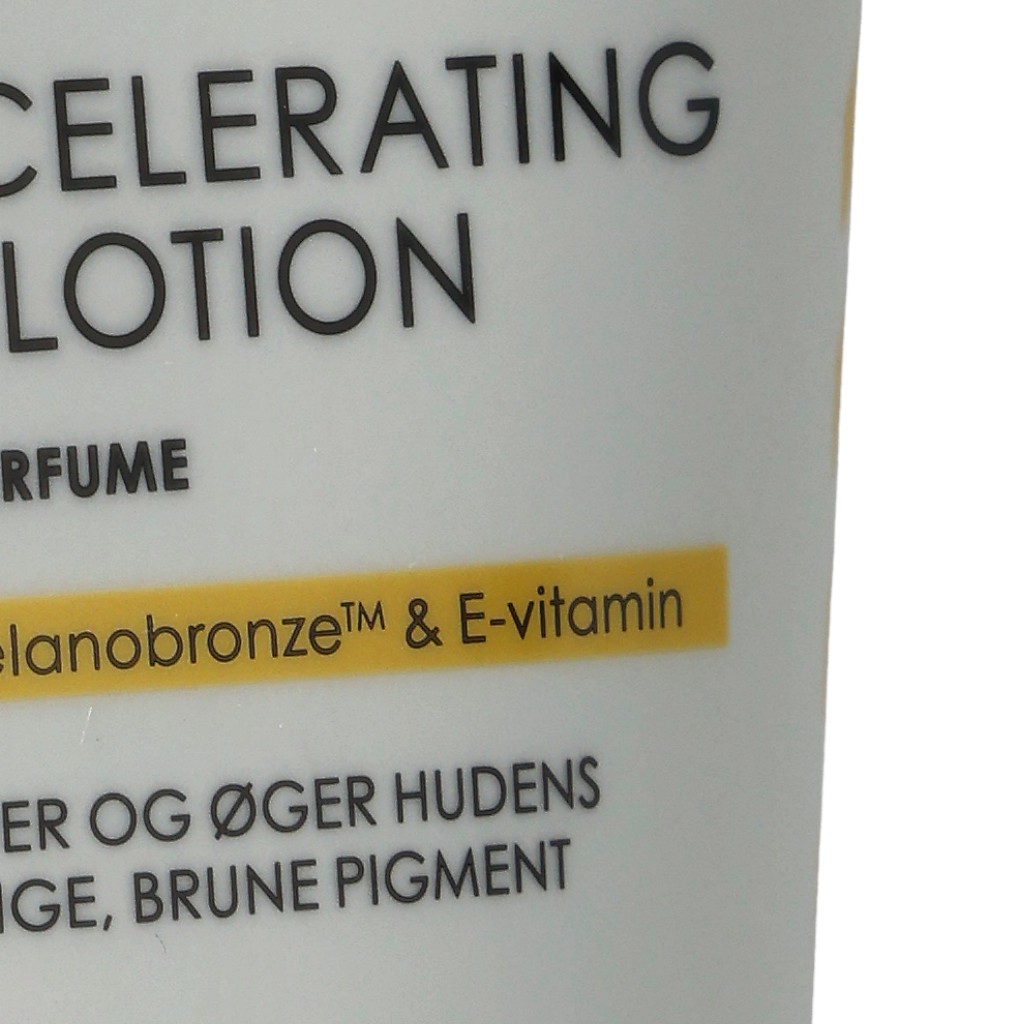 CELERATING
LOTION
RFUME
elanobronze™ & E-vitamin
ER OG ØGER HUDENS
IGE, BRUNE PIGMENT